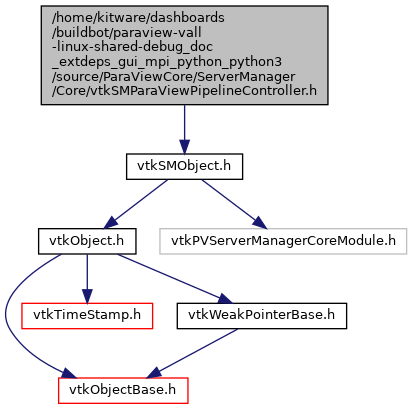 /home/kitware/dashboards
/buildbot/paraview-vall
-linux-shared-debug_doc
_extdeps_gui_mpi_python_python3
/source/ParaViewCore/ServerManager
/Core/vtkSMParaViewPipelineController.h
vtkSMObject.h
vtkObject.h
vtkPVServerManagerCoreModule.h
vtkTimeStamp.h
vtkWeakPointerBase.h
vtkObjectBase.h